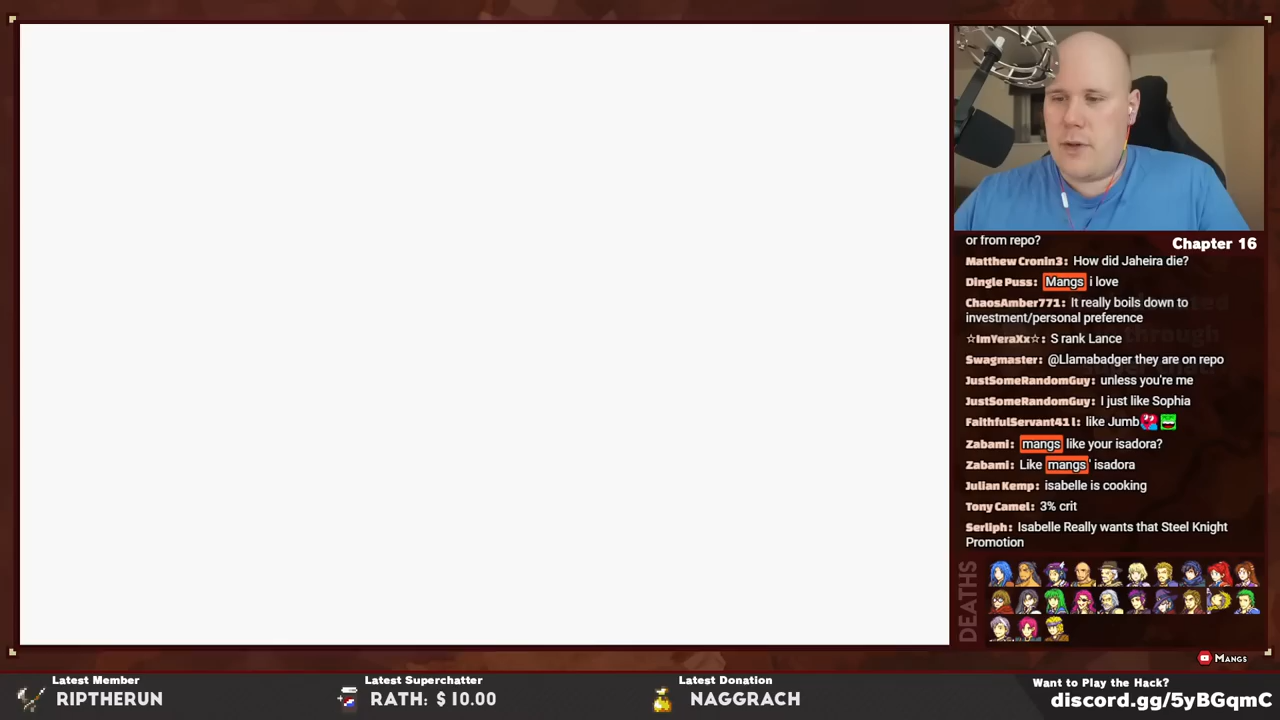 or from repo?
Chapter 16
Matthew Cronin3: How did Jaheira die?
Dingle Puss: Mangs i love
ChaosAmber771: It really boils down to
investment/personal preference
☆ImYeraXx☆: S rank Lance
Swagmaster: @Llamabadger they are on repo
JustSomeRandomGuy: unless you're me
JustSomeRandomGuy: I just like Sophia
FaithfulServant41 l: like Jumb
Zabami: mangs like your isadora?
Zabami: Like mangs' isadora
Julian Kemp: isabelle is cooking
Tony Camel: 3% crit
Serliph: Isabelle Really wants that Steel Knight
Promotion
DEATHS
MANGS
Latest Member
RIPTHERUN
Latest Superchatter
RATH: $10.00
Latest Donation
NAGGRACH
Want to Play the Hack?
discord.gg/5yBGqmC